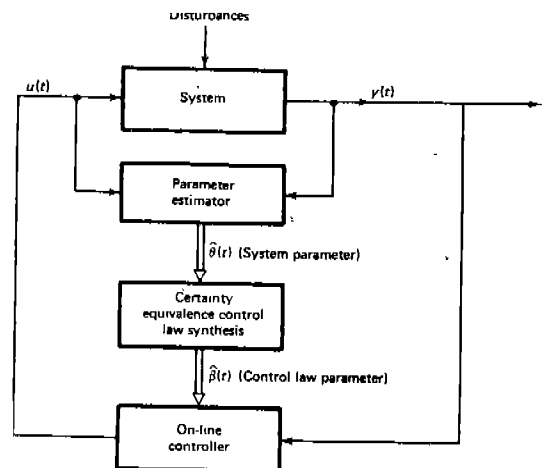 Disturbances
u(t)
System
y(t)
Parameter
estimator
θ̂(t) (System parameter)
Certainty
equivalence control
law synthesis
β̂(t) (Control law parameter)
On-line
controller